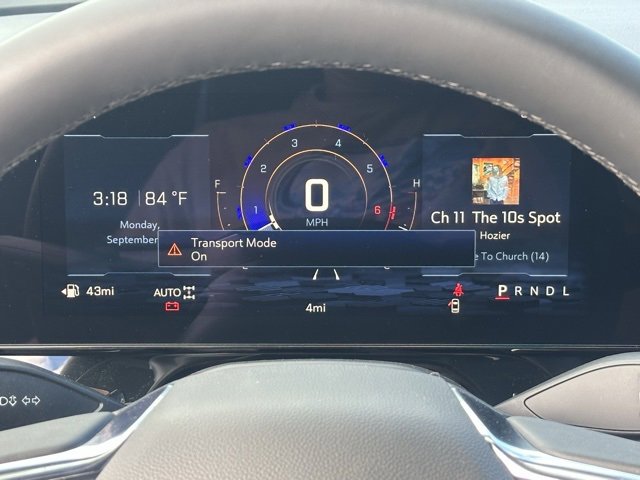 3 4
2 5
F H
3:18 84 °F 0 1 6
MPH
Ch 11 The 10s Spot
Monday,
September
Hozier
Transport Mode
On
To Church (14)
43mi AUTO P R N D L
4mi